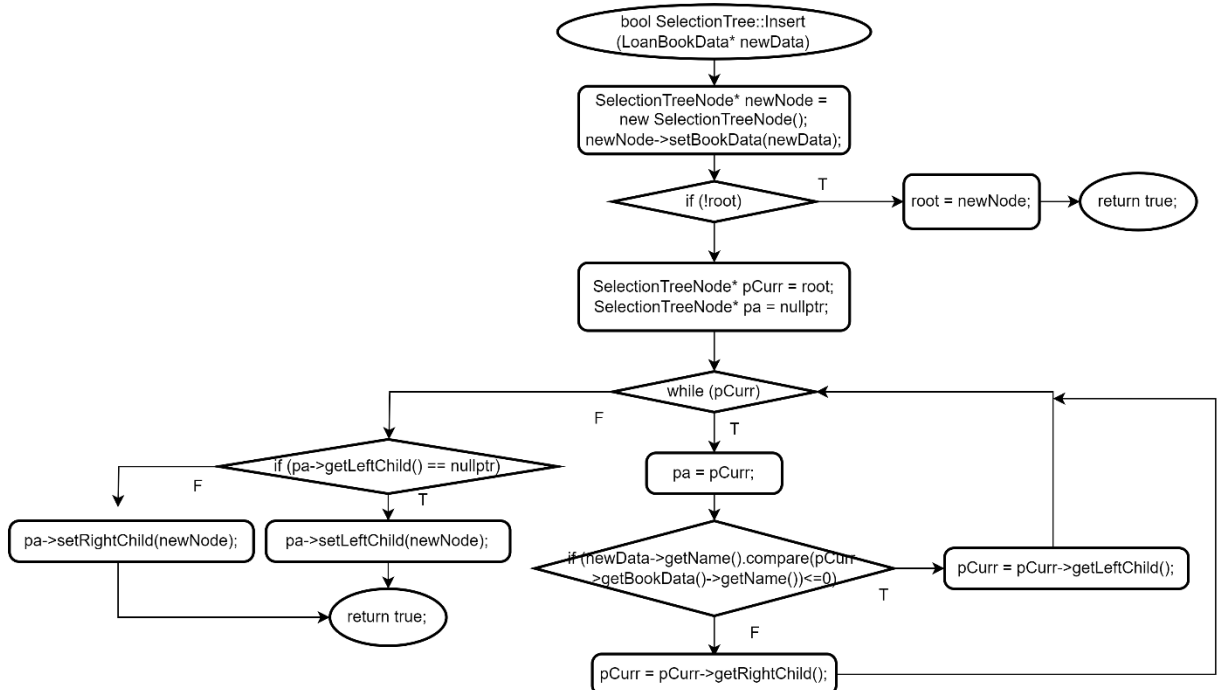 bool SelectionTree::Insert
(LoanBookData* newData)
SelectionTreeNode* newNode =
new SelectionTreeNode();
newNode->setBookData(newData);
if (!root)
T
root = newNode;
return true;
SelectionTreeNode* pCurr = root;
SelectionTreeNode* pa = nullptr;
while (pCurr)
F
T
if (pa->getLeftChild() == nullptr)
F
T
pa->setRightChild(newNode);
pa->setLeftChild(newNode);
return true;
pa = pCurr;
if (newData->getName().compare(pCurr
>getBookData()->getName())<=0)
T
pCurr = pCurr->getLeftChild();
F
pCurr = pCurr->getRightChild();